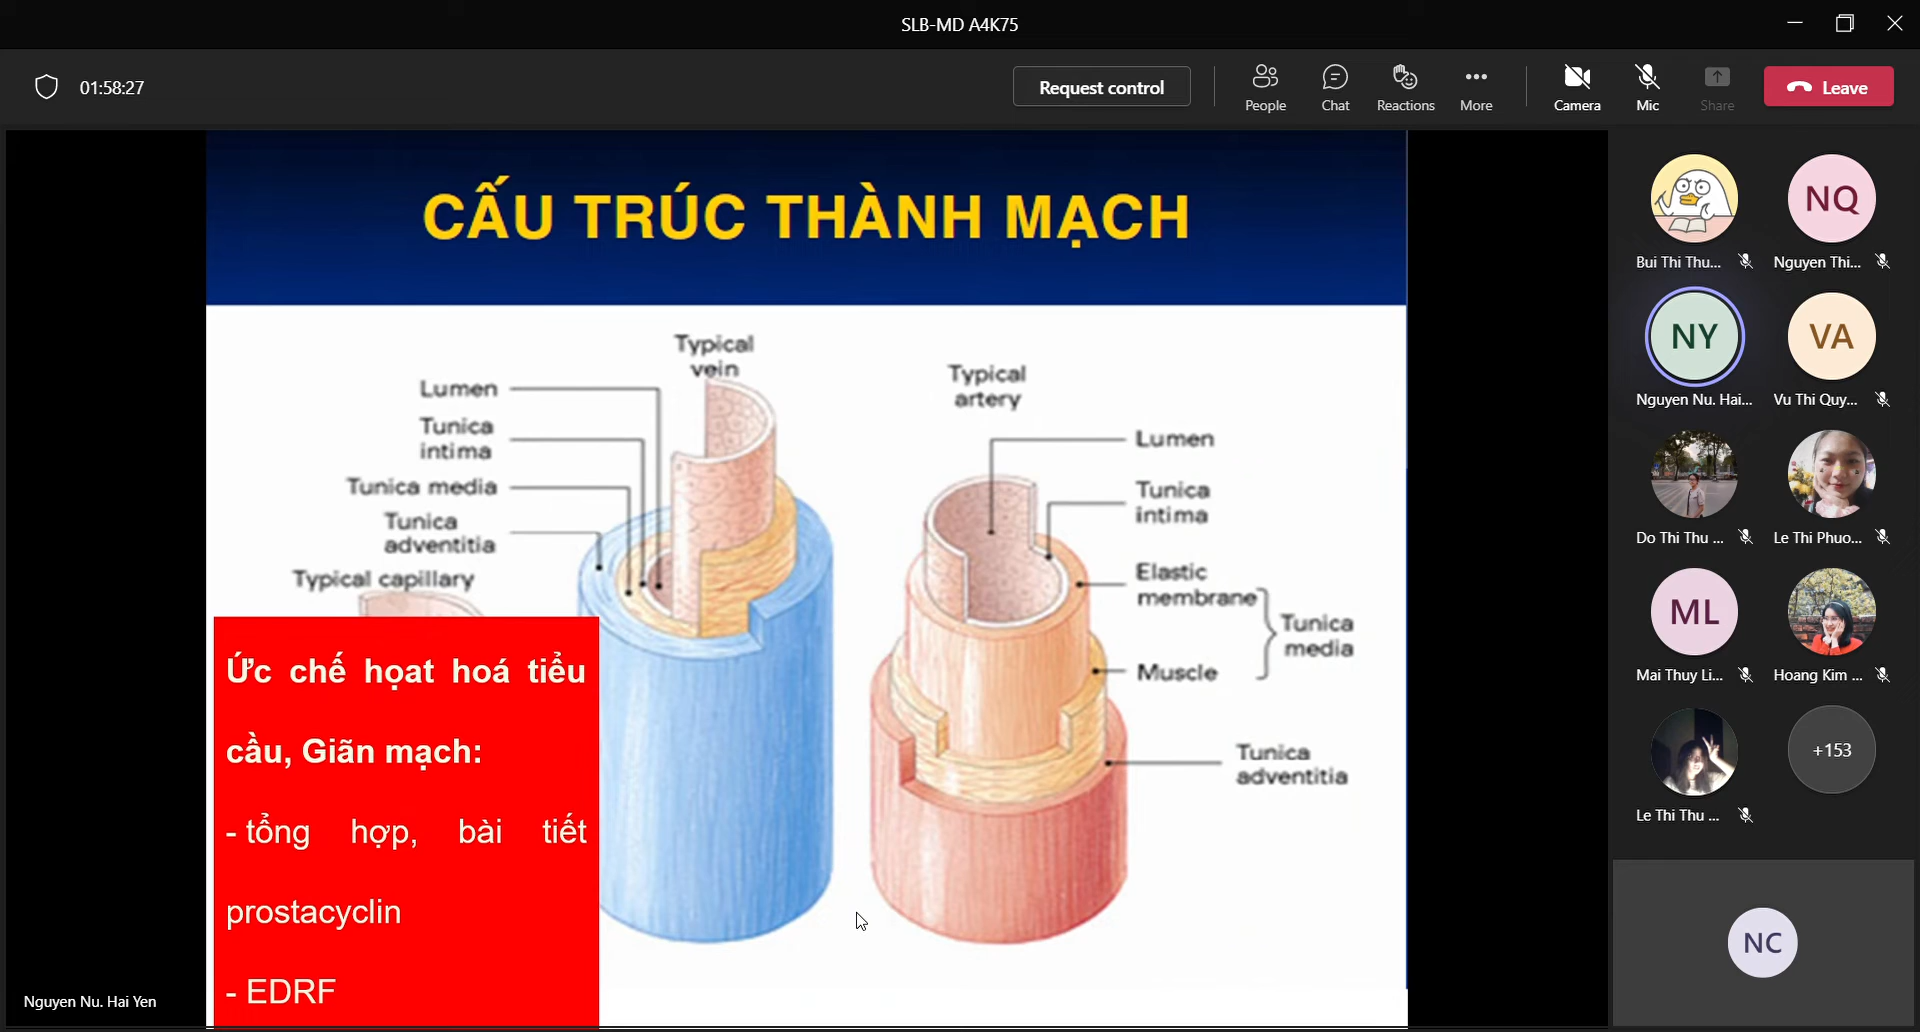 SLB-MD A4K75
01:58:27
Request control
People
Chat
Reactions
More
Camera
Mic
Share
Leave
CẤU TRÚC THÀNH MẠCH
Typical
vein
Lumen
Tunica
intima
Tunica media
Tunica
adventitia
Typical capillary
Typical
artery
Lumen
Tunica
intima
Elastic
membrane
Tunica
media
Muscle
Tunica
adventitia
Ức chế họat hoá tiểu
cầu, Giãn mạch:
- tổng hợp, bài tiết
prostacyclin
- EDRF
Nguyen Nu. Hai Yen
Bui Thi Thu...
NQ
Nguyen Thi...
NY
Nguyen Nu. Hai...
VA
Vu Thi Quy...
Do Thi Thu ...
Le Thi Phuo...
ML
Mai Thuy Li...
Hoang Kim ...
Le Thi Thu ...
+153
NC